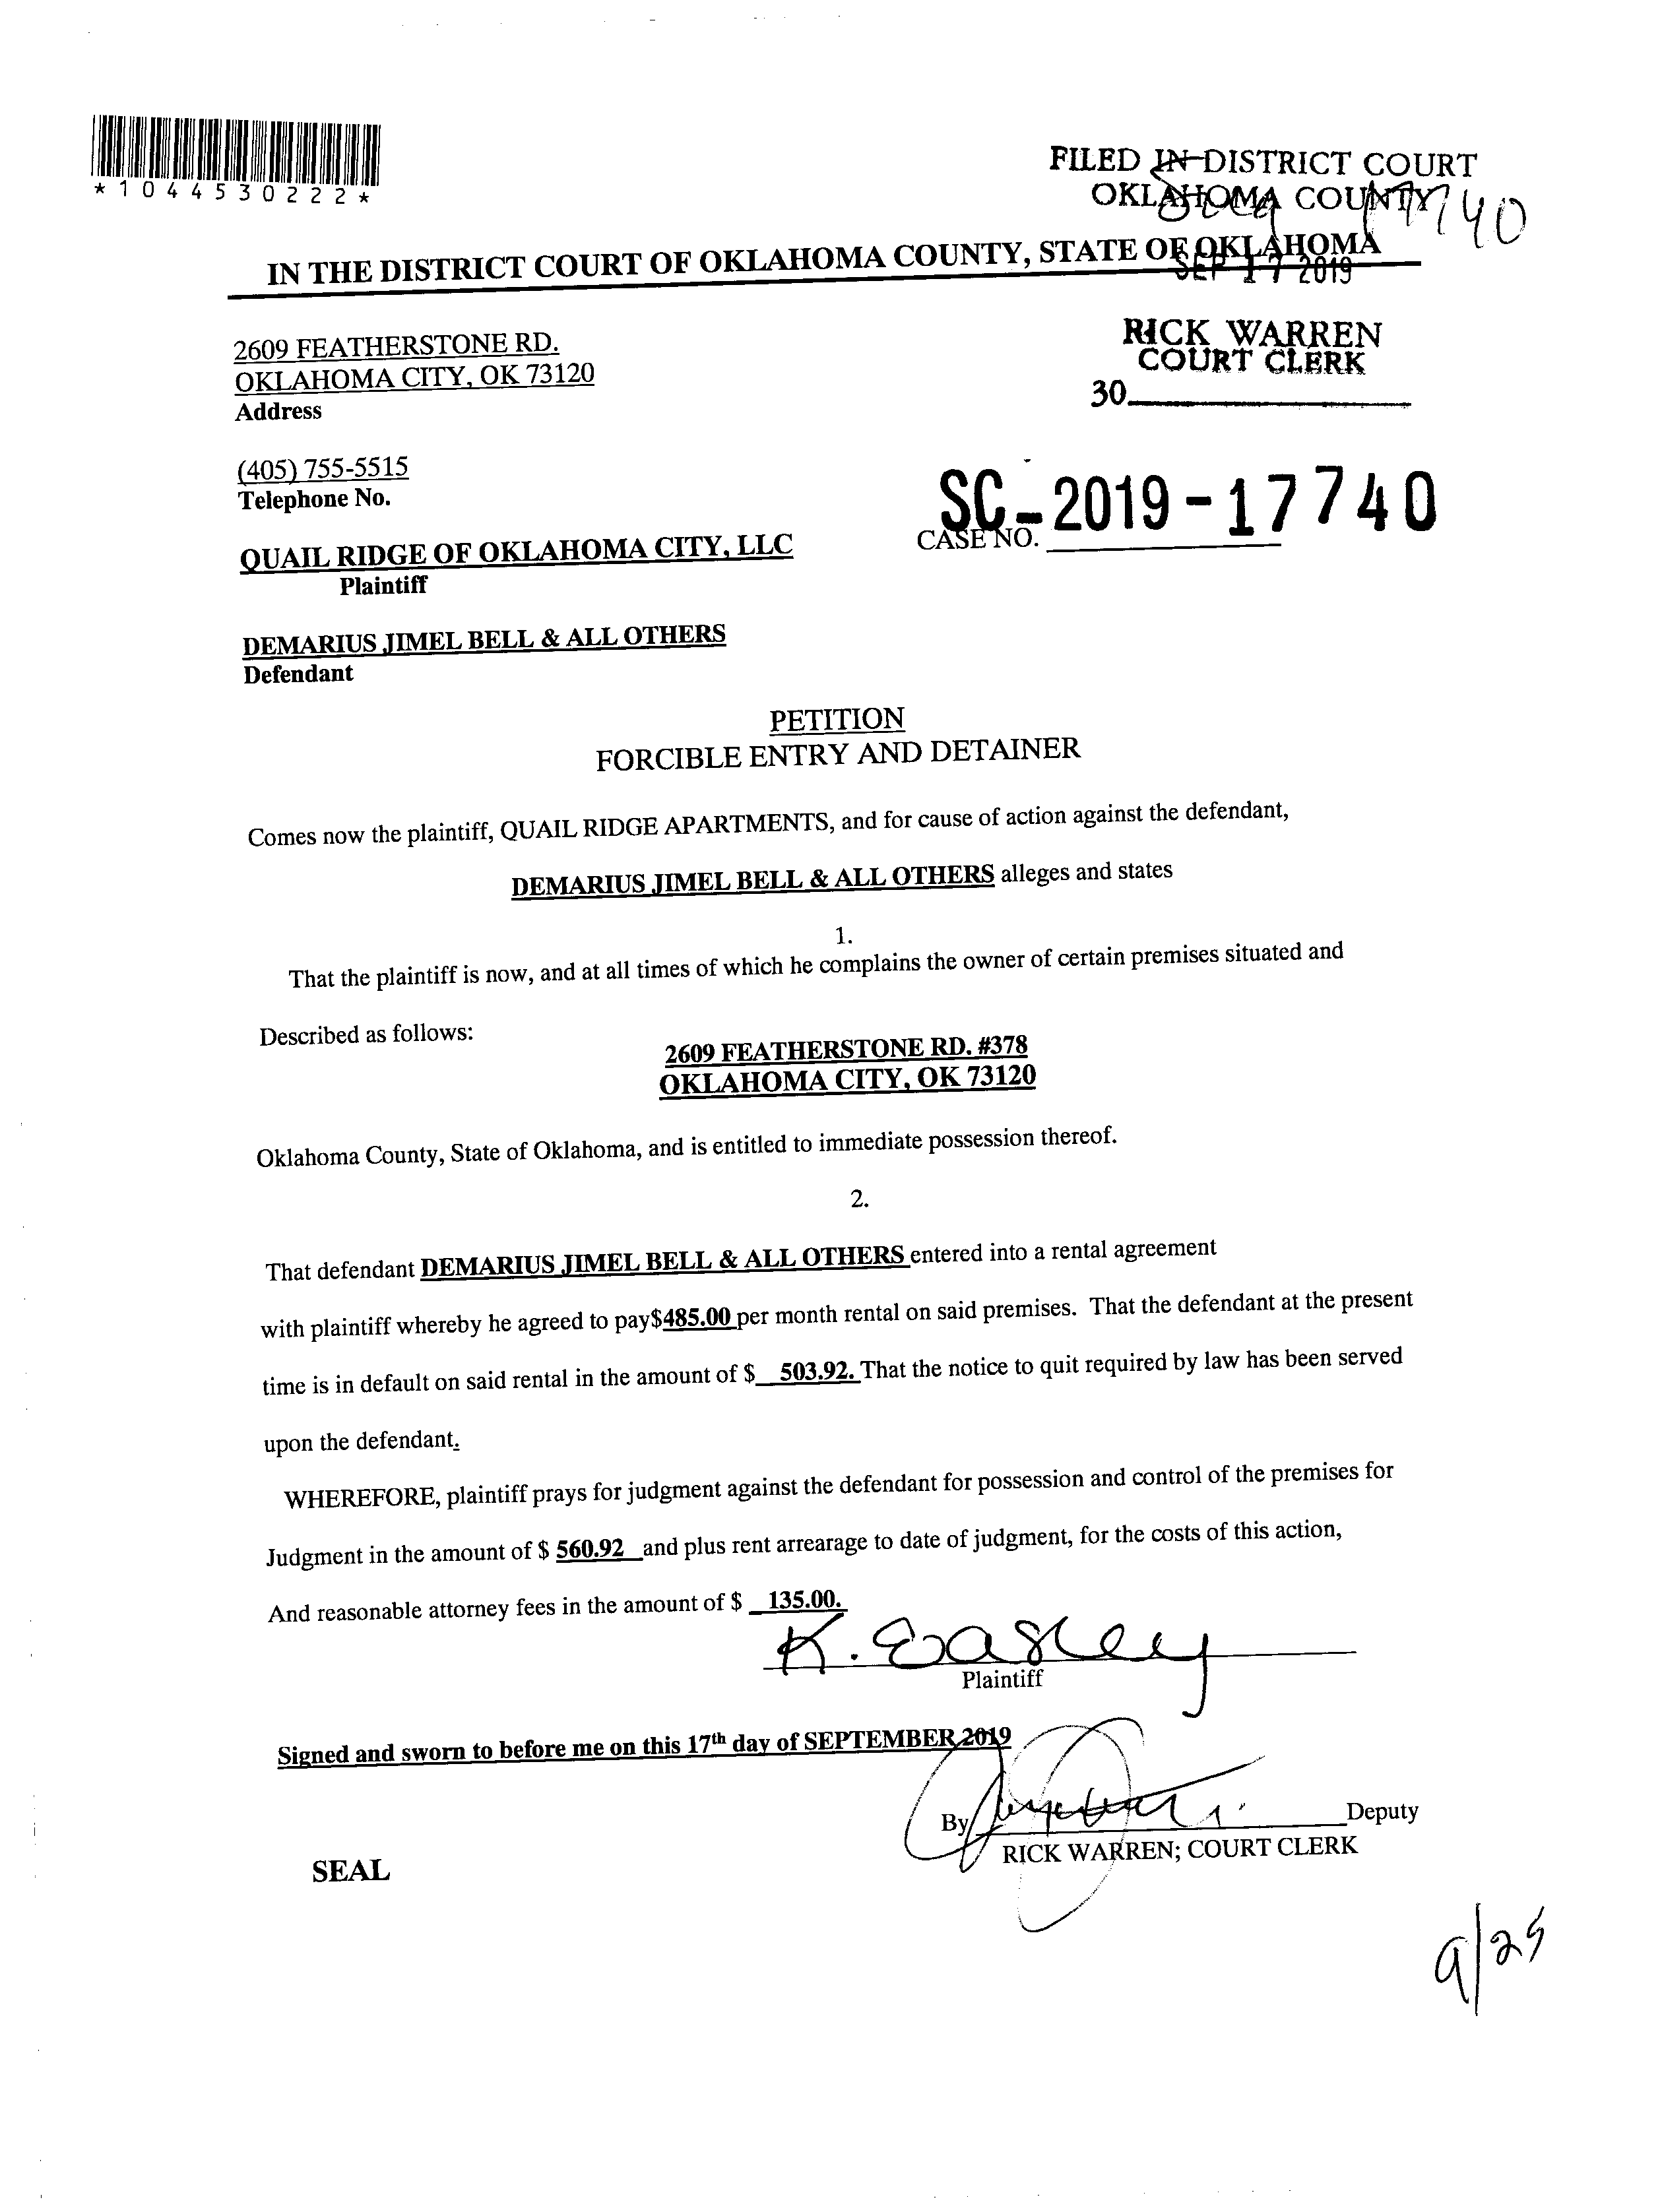 *1044530222*
FILED IN DISTRICT COURT
OKLAHOMA COUNTY
17740
IN THE DISTRICT COURT OF OKLAHOMA COUNTY, STATE OF OKLAHOMA
SEP 17 2019
2609 FEATHERSTONE RD.
OKLAHOMA CITY, OK 73120
Address
RICK WARREN
COURT CLERK
30
(405) 755-5515
Telephone No.
SC-2019-17740
CASE NO.
QUAIL RIDGE OF OKLAHOMA CITY, LLC
Plaintiff
DEMARIUS JIMEL BELL & ALL OTHERS
Defendant
PETITION
FORCIBLE ENTRY AND DETAINER
Comes now the plaintiff, QUAIL RIDGE APARTMENTS, and for cause of action against the defendant,
DEMARIUS JIMEL BELL & ALL OTHERS alleges and states
1.
That the plaintiff is now, and at all times of which he complains the owner of certain premises situated and
Described as follows:
2609 FEATHERSTONE RD. #378
OKLAHOMA CITY, OK 73120
Oklahoma County, State of Oklahoma, and is entitled to immediate possession thereof.
2.
That defendant DEMARIUS JIMEL BELL & ALL OTHERS entered into a rental agreement
with plaintiff whereby he agreed to pay$485.00 per month rental on said premises. That the defendant at the present
time is in default on said rental in the amount of $ 503.92. That the notice to quit required by law has been served
upon the defendant.
WHEREFORE, plaintiff prays for judgment against the defendant for possession and control of the premises for
Judgment in the amount of $ 560.92 and plus rent arrearage to date of judgment, for the costs of this action,
And reasonable attorney fees in the amount of $ 135.00.
K. Easley
Plaintiff
Signed and sworn to before me on this 17th day of SEPTEMBER 2019
By Deputy
RICK WARREN; COURT CLERK
SEAL
9/25